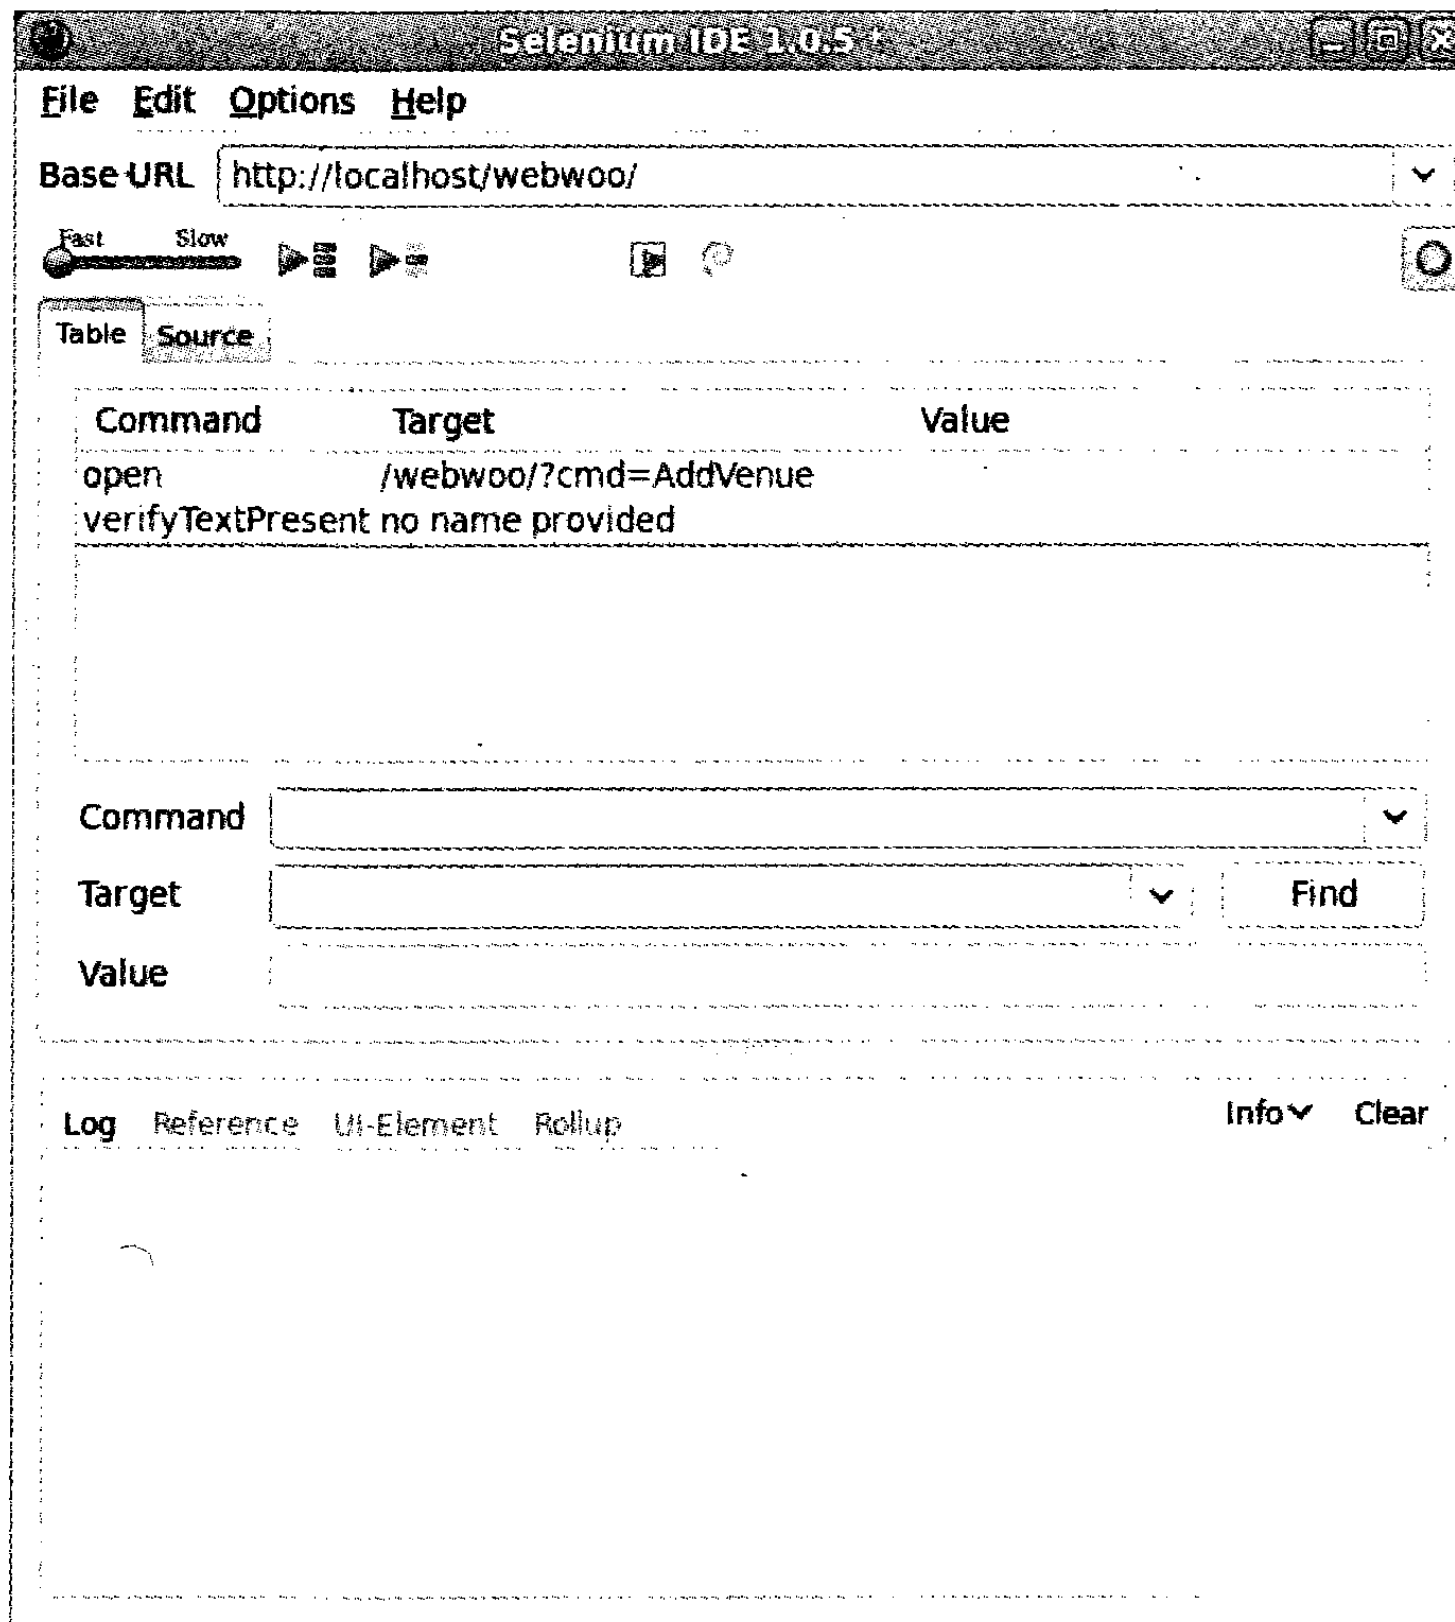 Selenium IDE 1.0.5 *
File Edit Options Help
Base URL http://localhost/webwoo/
Fast Slow
Table Source
Command Target Value
open /webwoo/?cmd=AddVenue
verifyTextPresent no name provided
Command
Target Find
Value
Log Reference UI-Element Rollup Info Clear